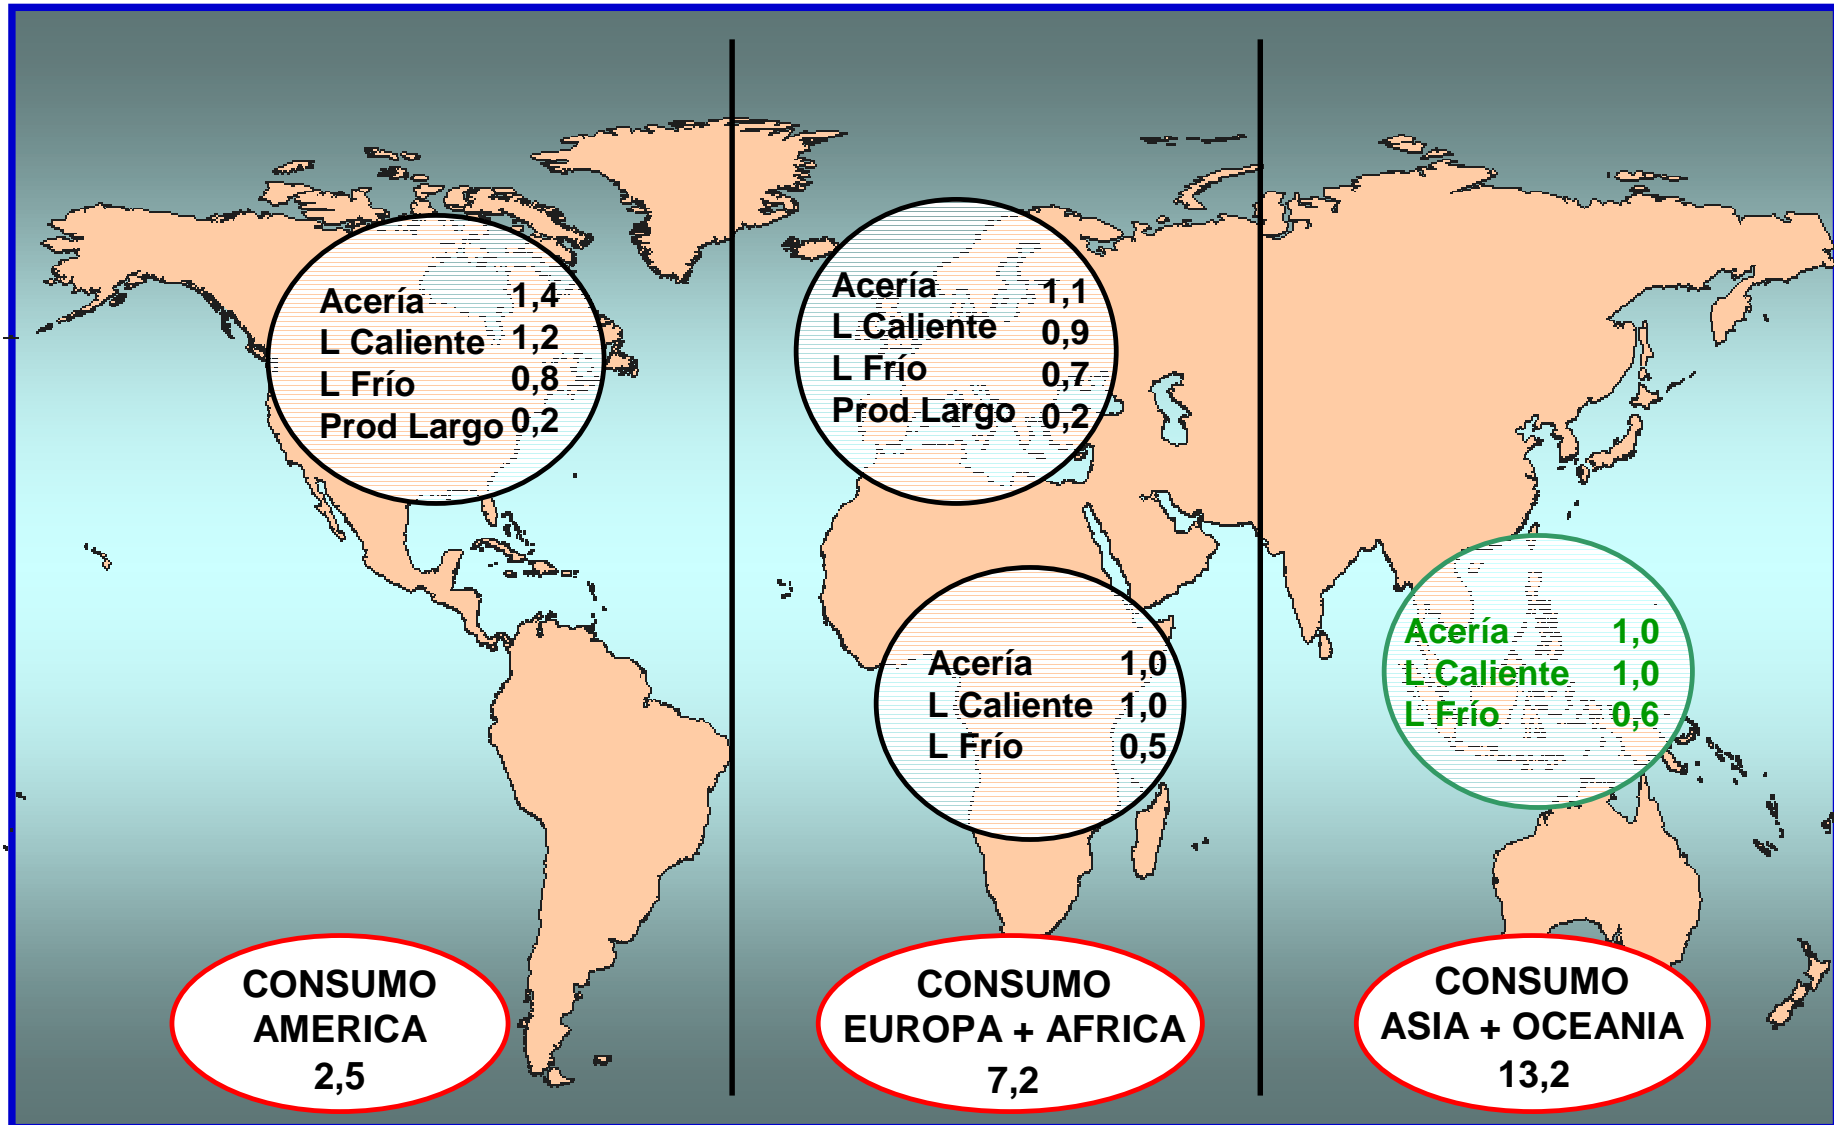 Acería 1,4
L Caliente 1,2
L Frío 0,8
Prod Largo 0,2
Acería 1,1
L Caliente 0,9
L Frío 0,7
Prod Largo 0,2
Acería 1,0
L Caliente 1,0
L Frío 0,5
Acería 1,0
L Caliente 1,0
L Frío 0,6
CONSUMO
AMERICA
2,5
CONSUMO
EUROPA + AFRICA
7,2
CONSUMO
ASIA + OCEANIA
13,2